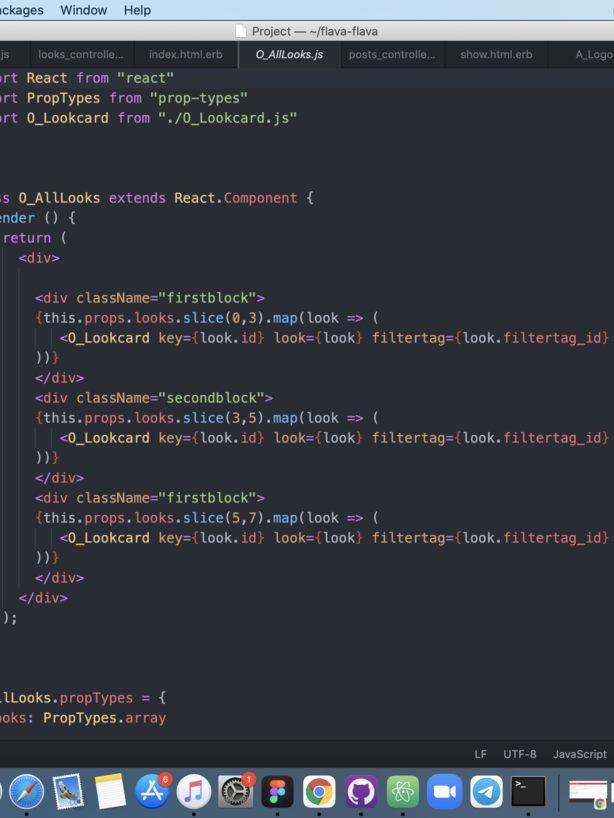 ckages Window Help
Project — ~/flava-flava
js looks_controlle... index.html.erb O_AllLooks.js posts_controlle... show.html.erb A_Logo
ort React from "react"
ort PropTypes from "prop-types"
ort O_Lookcard from "./O_Lookcard.js"
ss O_AllLooks extends React.Component {
ender () {
return (
<div>
<div className="firstblock">
{this.props.looks.slice(0,3).map(look => (
<O_Lookcard key={look.id} look={look} filtertag={look.filtertag_id}
))}
</div>
<div className="secondblock">
{this.props.looks.slice(3,5).map(look => (
<O_Lookcard key={look.id} look={look} filtertag={look.filtertag_id}
))}
</div>
<div className="firstblock">
{this.props.looks.slice(5,7).map(look => (
<O_Lookcard key={look.id} look={look} filtertag={look.filtertag_id}
))}
</div>
</div>
);
llLooks.propTypes = {
ooks: PropTypes.array
LF UTF-8 JavaScript
6 1
>_